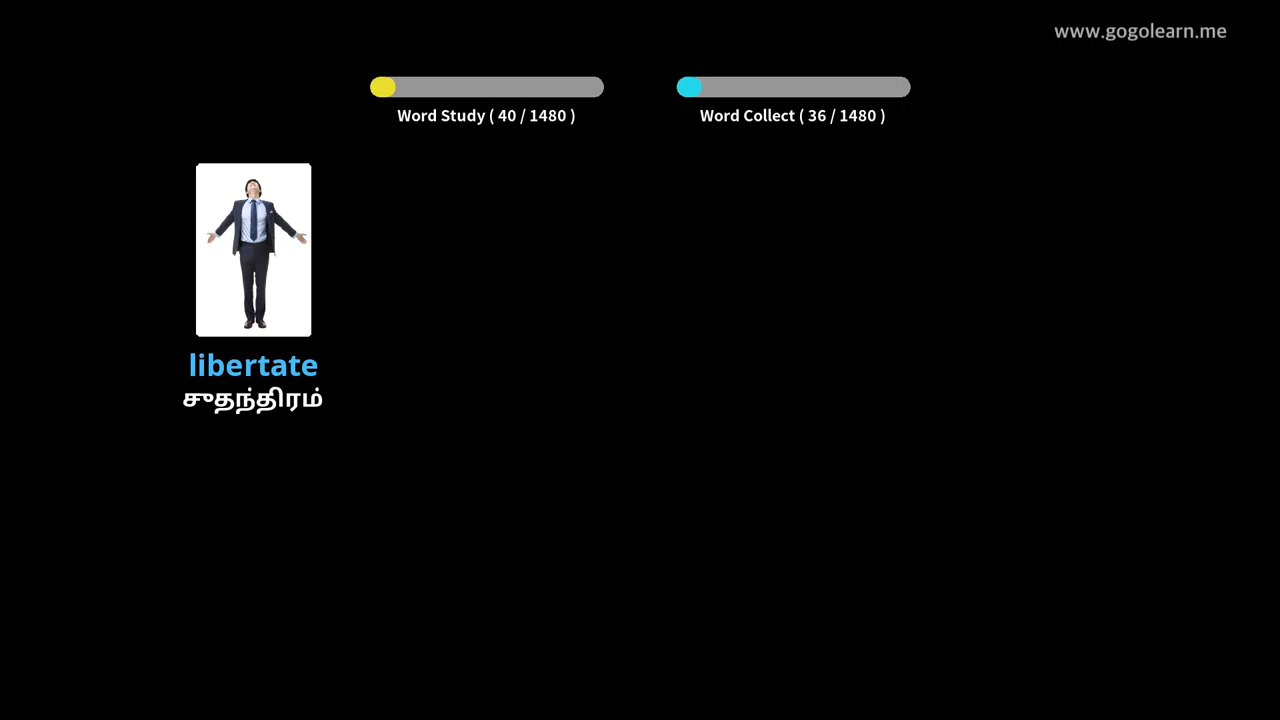 www.gogolearn.me
Word Study ( 40 / 1480 )
Word Collect ( 36 / 1480 )
libertate
சுதந்திரம்